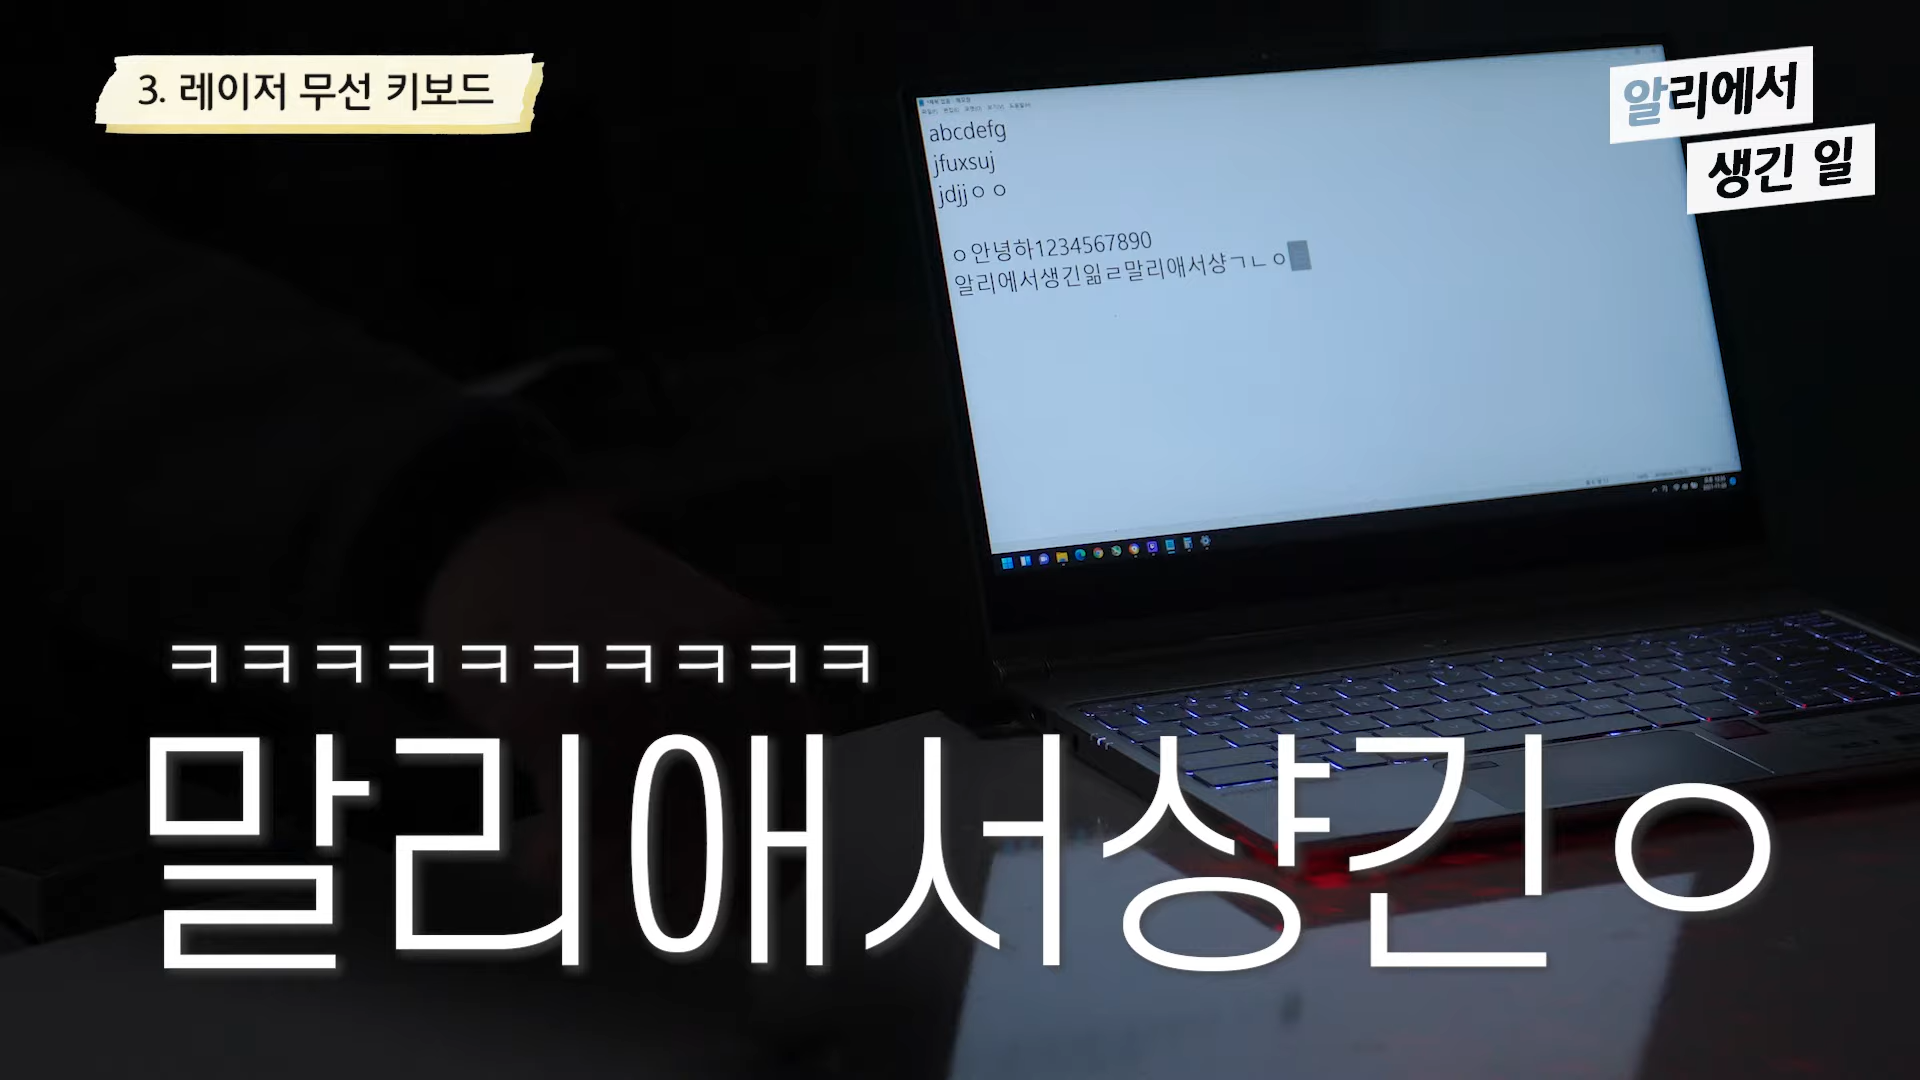 3. 레이저 무선 키보드
알리에서
생긴 일
abcdefg
jfuxsuj
jdjjㅇㅇ
ㅇ안녕하1234567890
알리에서생긴잂ㄹ말리애서샹ㄱㄴㅇ
ㅋㅋㅋㅋㅋㅋㅋㅋㅋㅋ
말리애서샹긴ㅇ